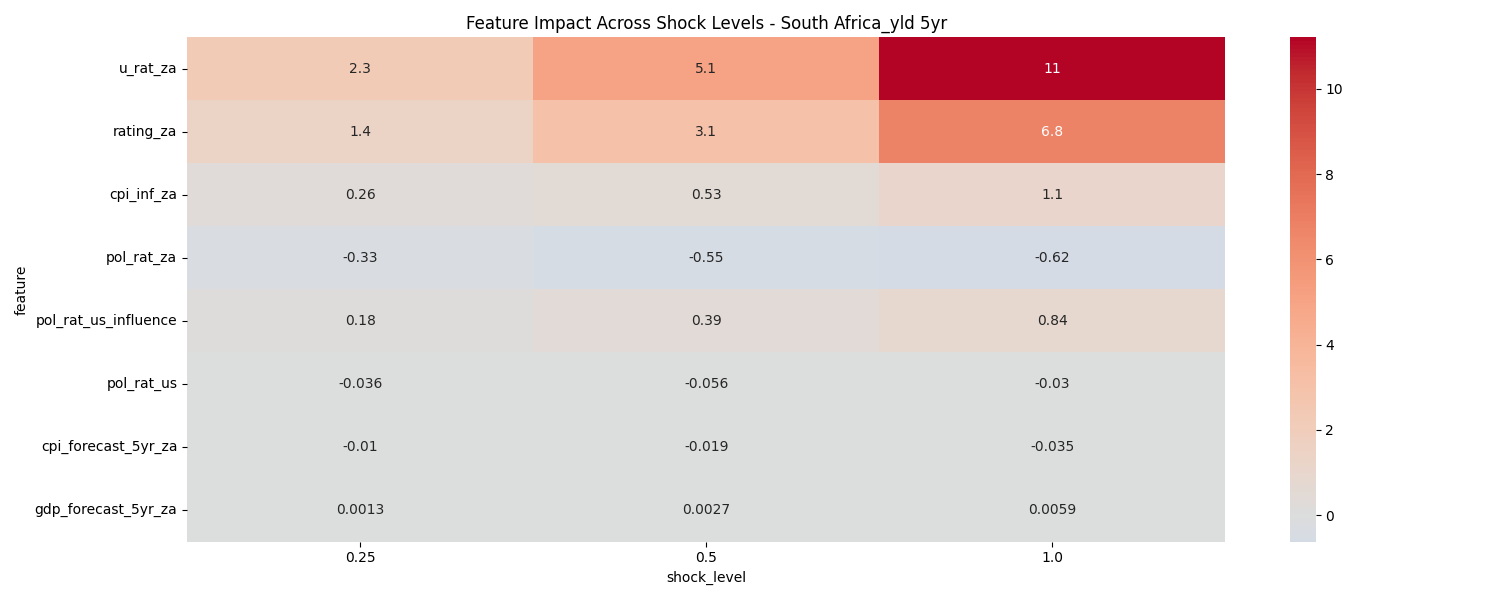 Feature Impact Across Shock Levels - South Africa_yld 5yr
feature
u_rat_za 2.3 5.1 11
rating_za 1.4 3.1 6.8
cpi_inf_za 0.26 0.53 1.1
pol_rat_za -0.33 -0.55 -0.62
pol_rat_us_influence 0.18 0.39 0.84
pol_rat_us -0.036 -0.056 -0.03
cpi_forecast_5yr_za -0.01 -0.019 -0.035
gdp_forecast_5yr_za 0.0013 0.0027 0.0059
0.25 0.5 1.0
shock_level
10
8
6
4
2
0